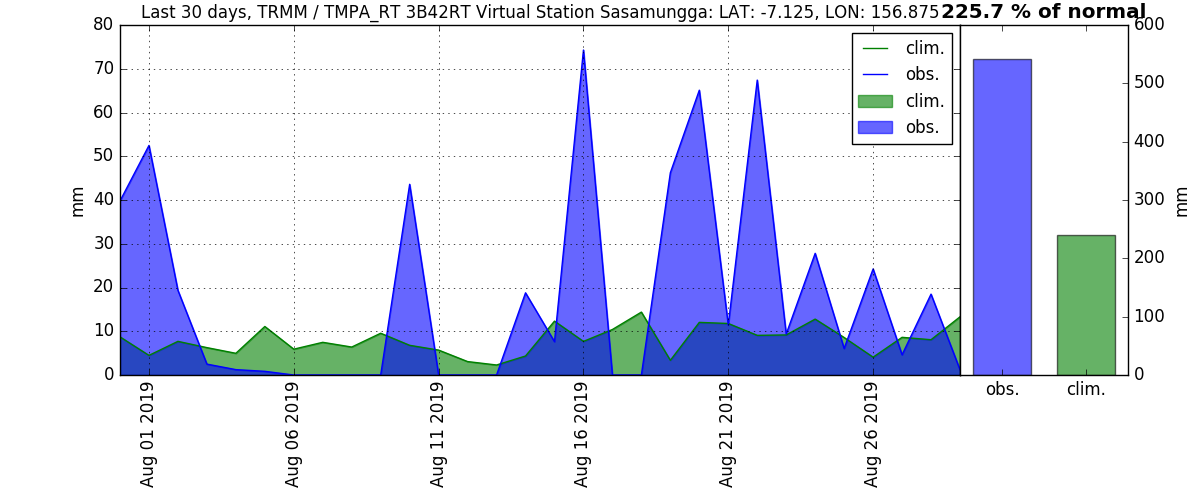 Last 30 days, TRMM / TMPA_RT 3B42RT Virtual Station Sasamungga: LAT: -7.125, LON: 156.875
225.7 % of normal
80
70
60
50
40
30
20
10
0
mm
clim.
obs.
clim.
obs.
Aug 01 2019
Aug 06 2019
Aug 11 2019
Aug 16 2019
Aug 21 2019
Aug 26 2019
600
500
400
300
200
100
0
mm
obs.
clim.